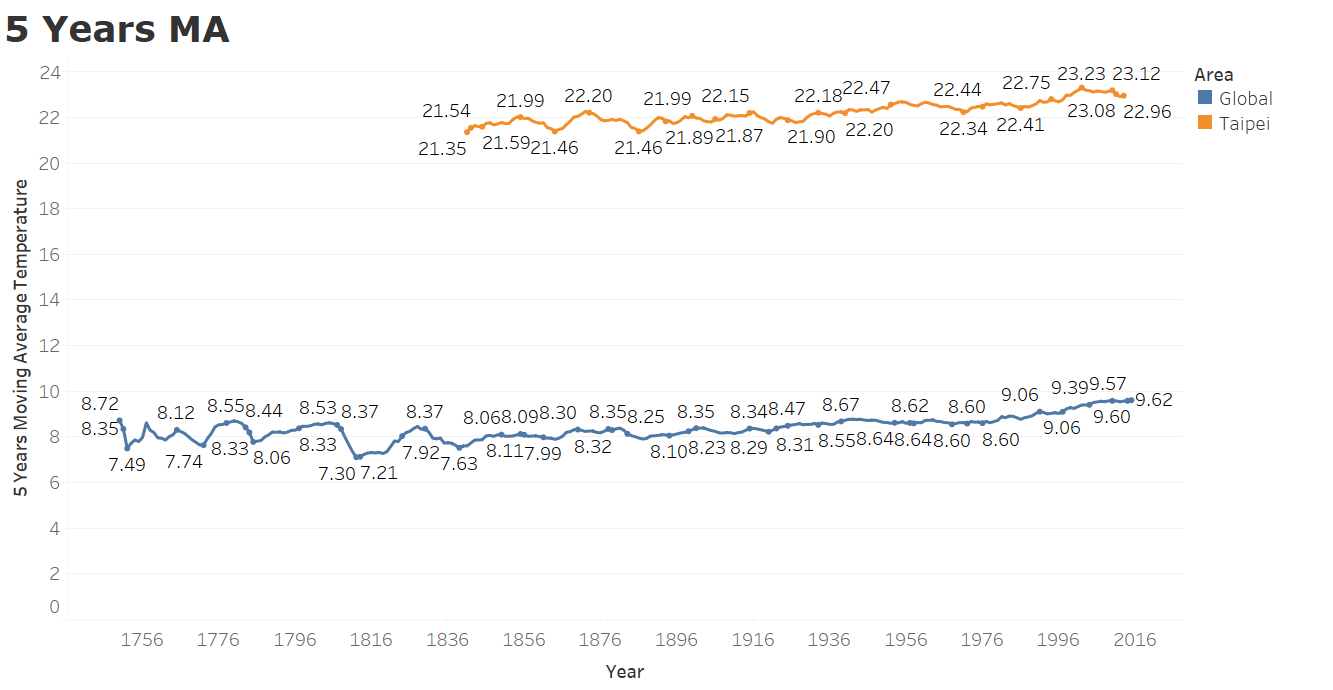 5 Years MA
5 Years Moving Average Temperature
24
22
20
18
16
14
12
10
8
6
4
2
0
21.54 21.99 22.20 21.99 22.15 22.18 22.47 22.44 22.75 23.23 23.12
21.35 21.59 21.46 21.46 21.89 21.87 21.90 22.20 22.34 22.41 23.08 22.96
8.72 8.12 8.55 8.44 8.53 8.37 8.37 8.06 8.09 8.30 8.35 8.25 8.35 8.34 8.47 8.67 8.62 8.60 9.06 9.39 9.57
8.35 7.49 7.74 8.33 8.06 8.33 7.30 7.21 7.92 7.63 8.11 7.99 8.32 8.10 8.23 8.29 8.31 8.55 8.64 8.64 8.60 8.60 9.06 9.60 9.62
1756 1776 1796 1816 1836 1856 1876 1896 1916 1936 1956 1976 1996 2016
Year
Area
Global
Taipei